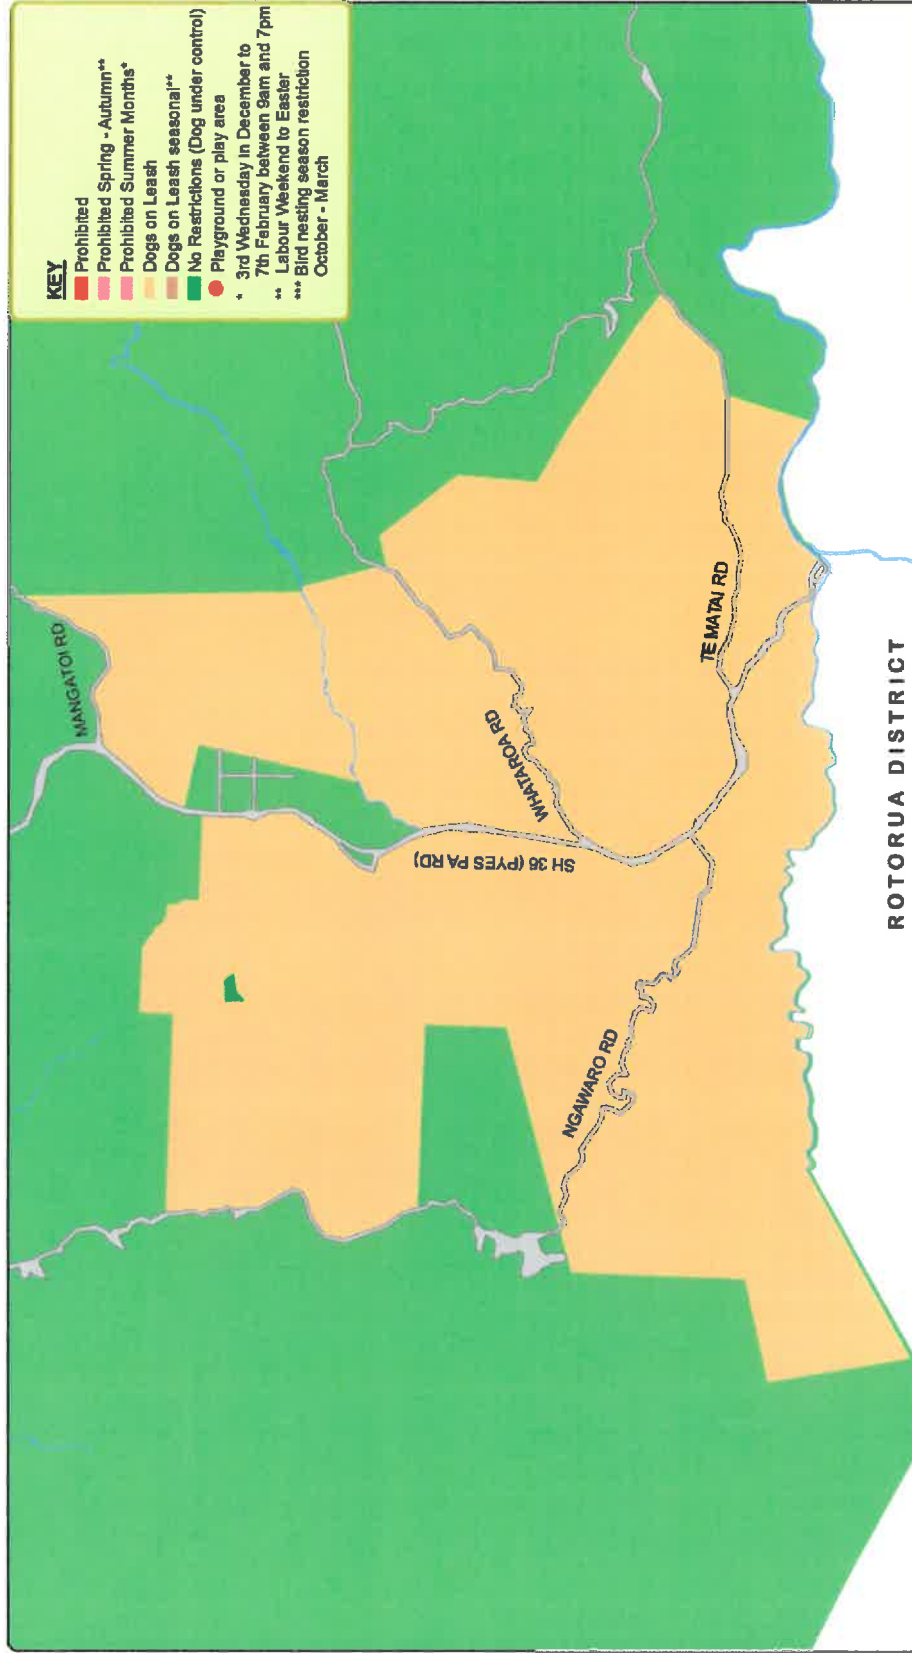 KEY
Prohibited
Prohibited Spring - Autumn**
Prohibited Summer Months*
Dogs on Leash
Dogs on Leash seasonal**
No Restrictions (Dog under control)
Playground or play area
* 3rd Wednesday in December to
7th February between 9am and 7pm
** Labour Weekend to Easter
*** Bird nesting season restriction
October - March
MANGATOI RD
WHATAROA RD
TE MATAI RD
SH 36 (PYES PA RD)
NGAWARO RD
ROTORUA DISTRICT